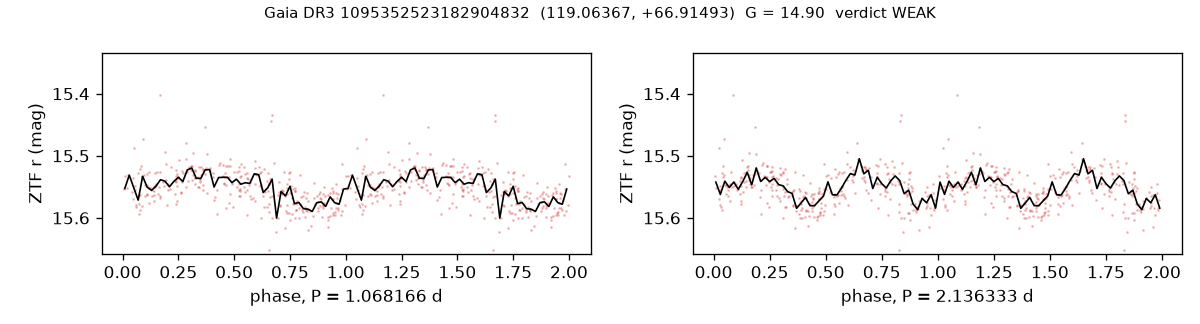 Gaia DR3 1095352523182904832  (119.06367, +66.91493)  G = 14.90  verdict WEAK
ZTF r (mag)
15.4
15.5
15.6
0.00 0.25 0.50 0.75 1.00 1.25 1.50 1.75 2.00
phase, P = 1.068166 d
ZTF r (mag)
15.4
15.5
15.6
0.00 0.25 0.50 0.75 1.00 1.25 1.50 1.75 2.00
phase, P = 2.136333 d